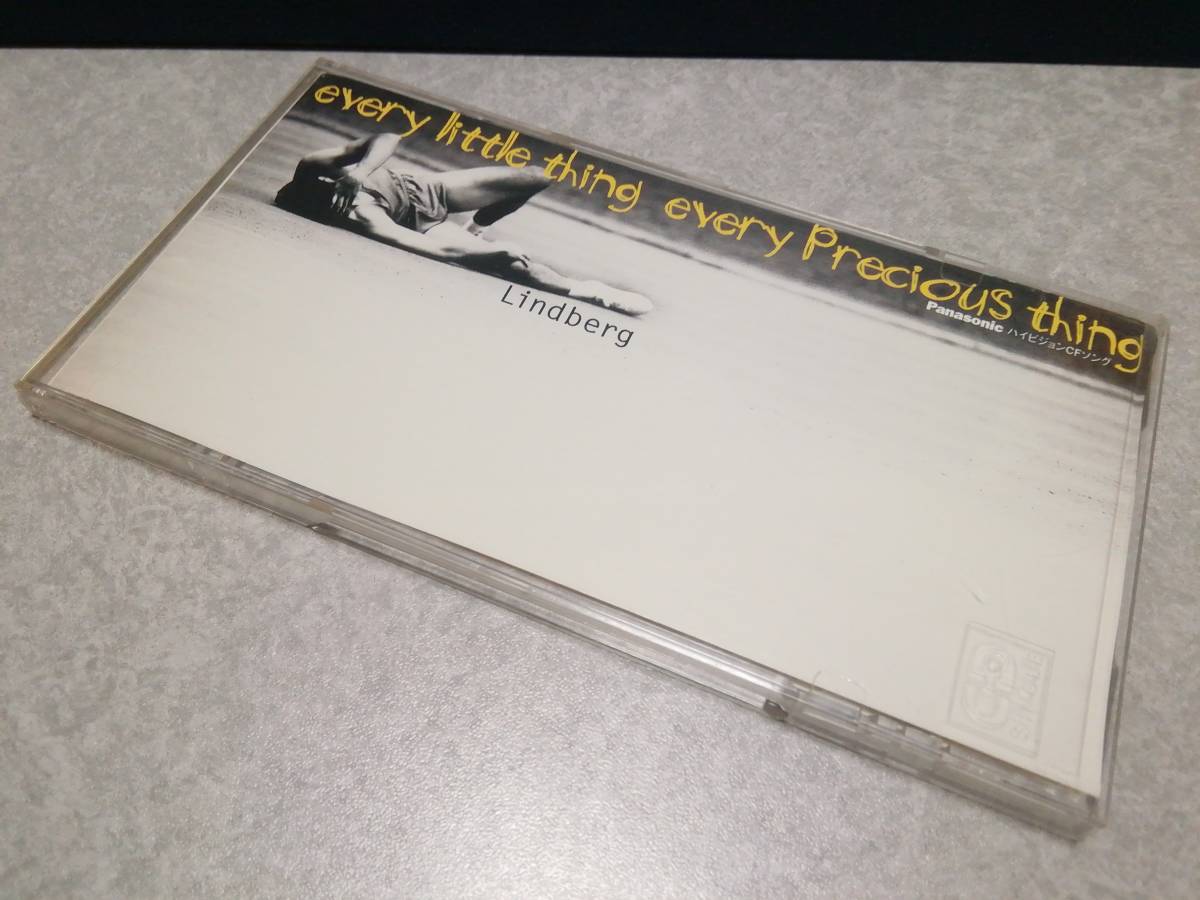 every little thing every Precious thing
Panasonic ハイビジョンCFソング
Lindberg